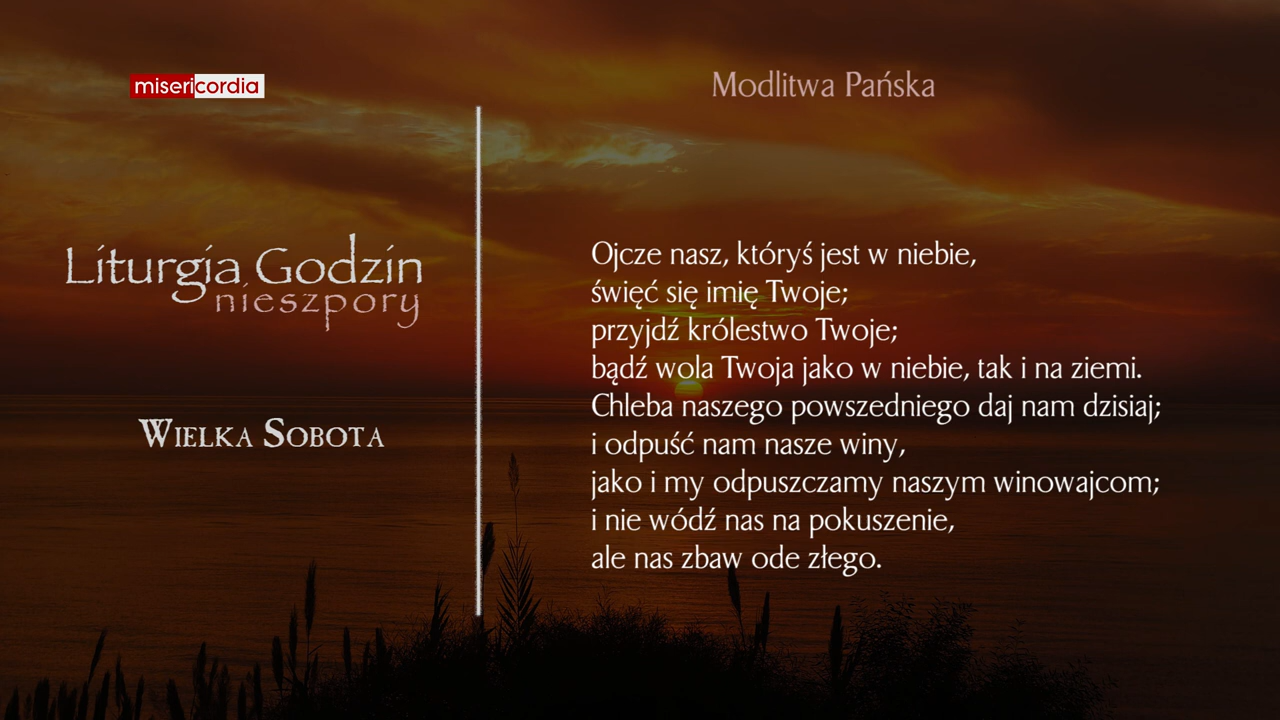 misericordia
Liturgia Godzin
nieszpory
Wielka Sobota
Modlitwa Pańska
Ojcze nasz, któryś jest w niebie,
święć się imię Twoje;
przyjdź królestwo Twoje;
bądź wola Twoja jako w niebie, tak i na ziemi.
Chleba naszego powszedniego daj nam dzisiaj;
i odpuść nam nasze winy,
jako i my odpuszczamy naszym winowajcom;
i nie wódź nas na pokuszenie,
ale nas zbaw ode złego.